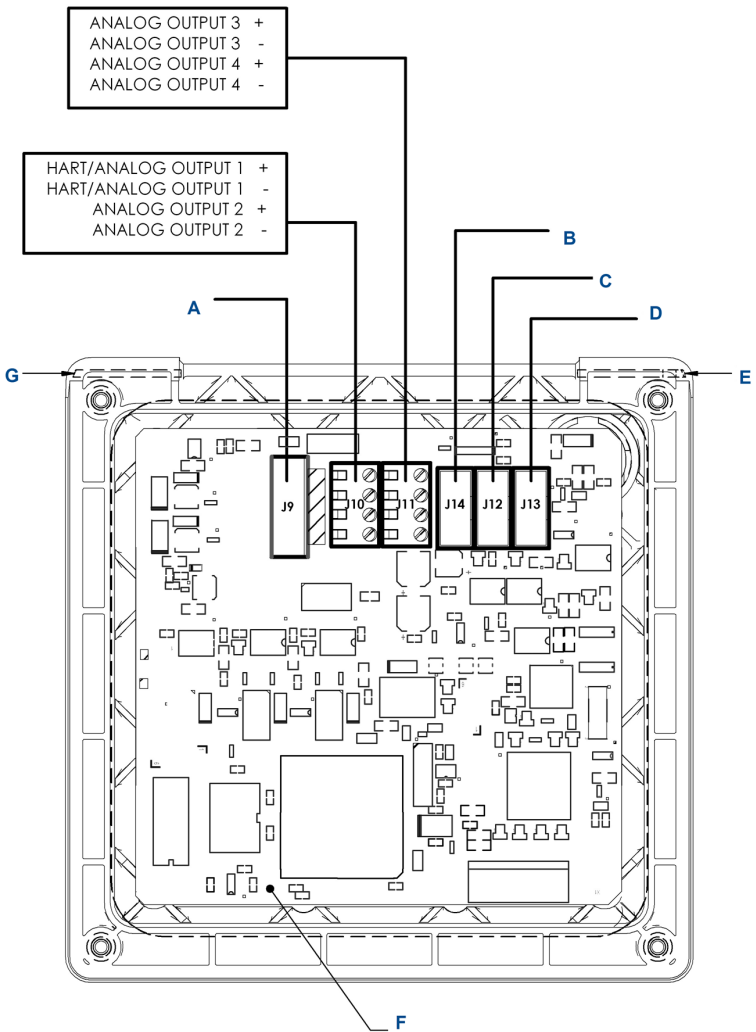 ANALOG OUTPUT 3 +
ANALOG OUTPUT 3 -
ANALOG OUTPUT 4 +
ANALOG OUTPUT 4 -
HART/ANALOG OUTPUT 1 +
HART/ANALOG OUTPUT 1 -
ANALOG OUTPUT 2 +
ANALOG OUTPUT 2 -
B
C
A
D
G
E
J9
J10
J11
J14
J12
J13
F